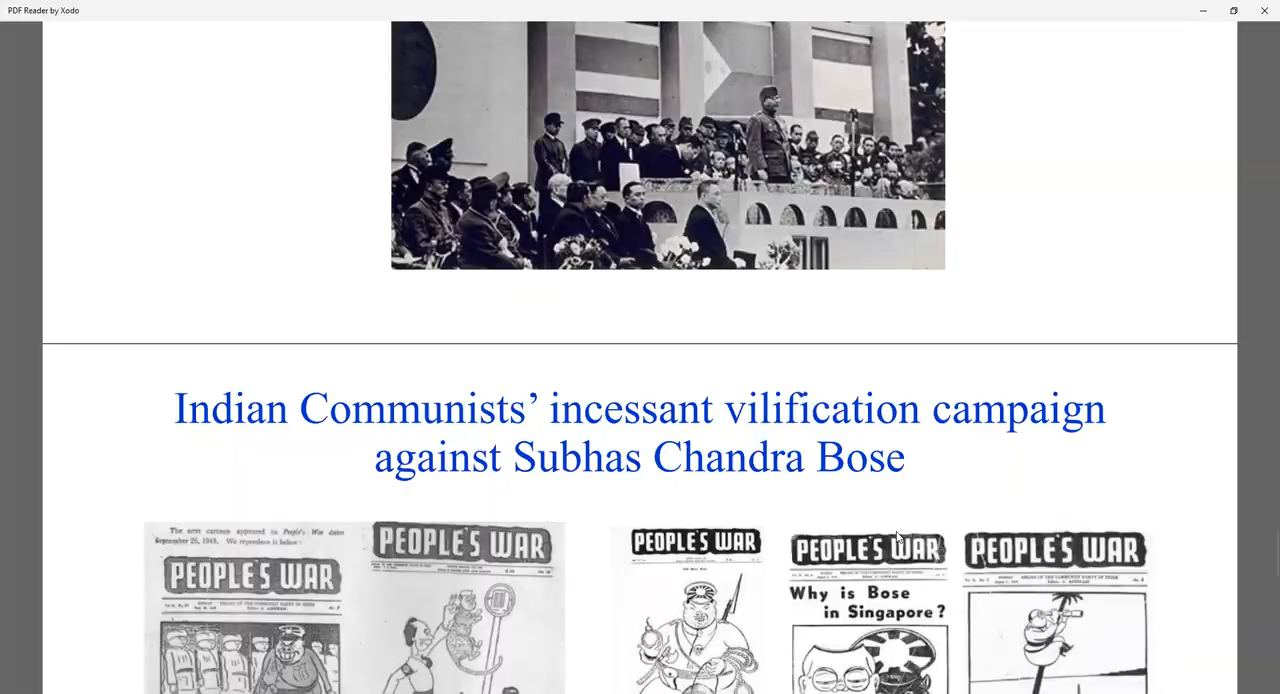 PDF Reader by Xodo
Indian Communists' incessant vilification campaign
against Subhas Chandra Bose
The next cartoon appeared in People's War dated
September 26, 1943. We reproduce it below :
PEOPLE'S WAR
PEOPLE'S WAR
PEOPLE'S WAR
PEOPLE'S WAR
Why is Bose
in Singapore?
PEOPLE'S WAR